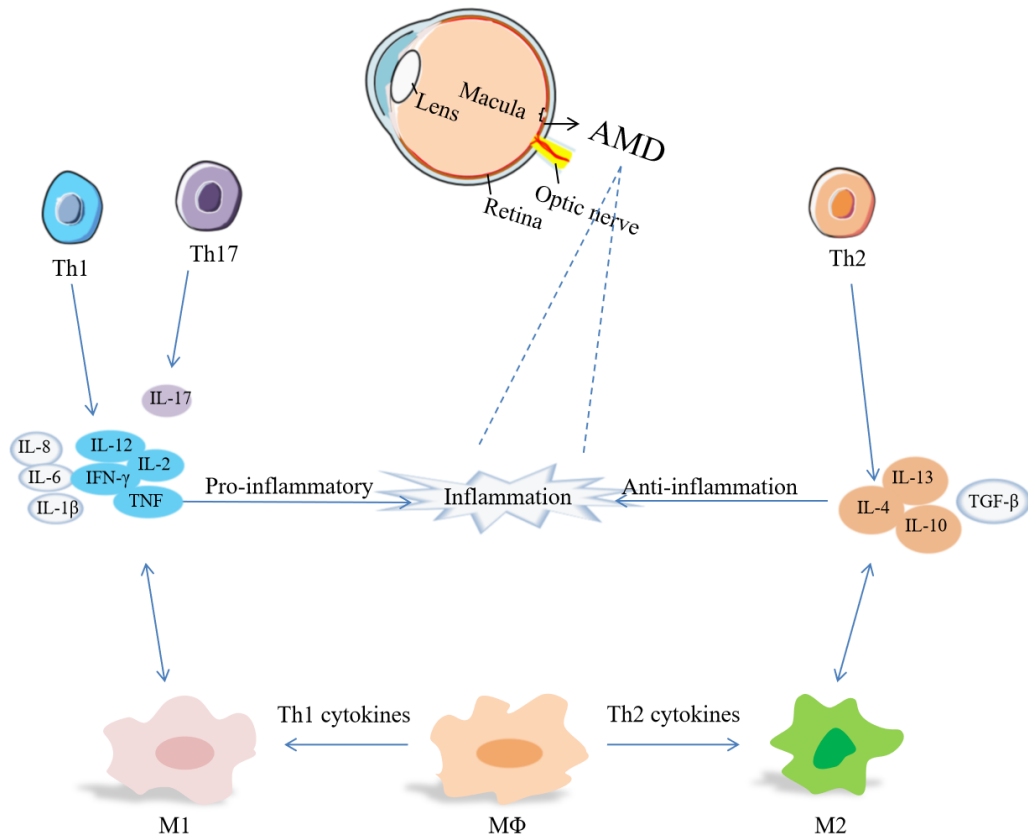 Lens
Macula
{
AMD
Optic nerve
Retina
Th1
Th17
Th2
IL-17
IL-8
IL-12
IL-2
IL-6
IFN-γ
TNF
IL-1β
Pro-inflammatory
Inflammation
Anti-inflammation
IL-13
IL-4
IL-10
TGF-β
Th1 cytokines
Th2 cytokines
M1
MΦ
M2